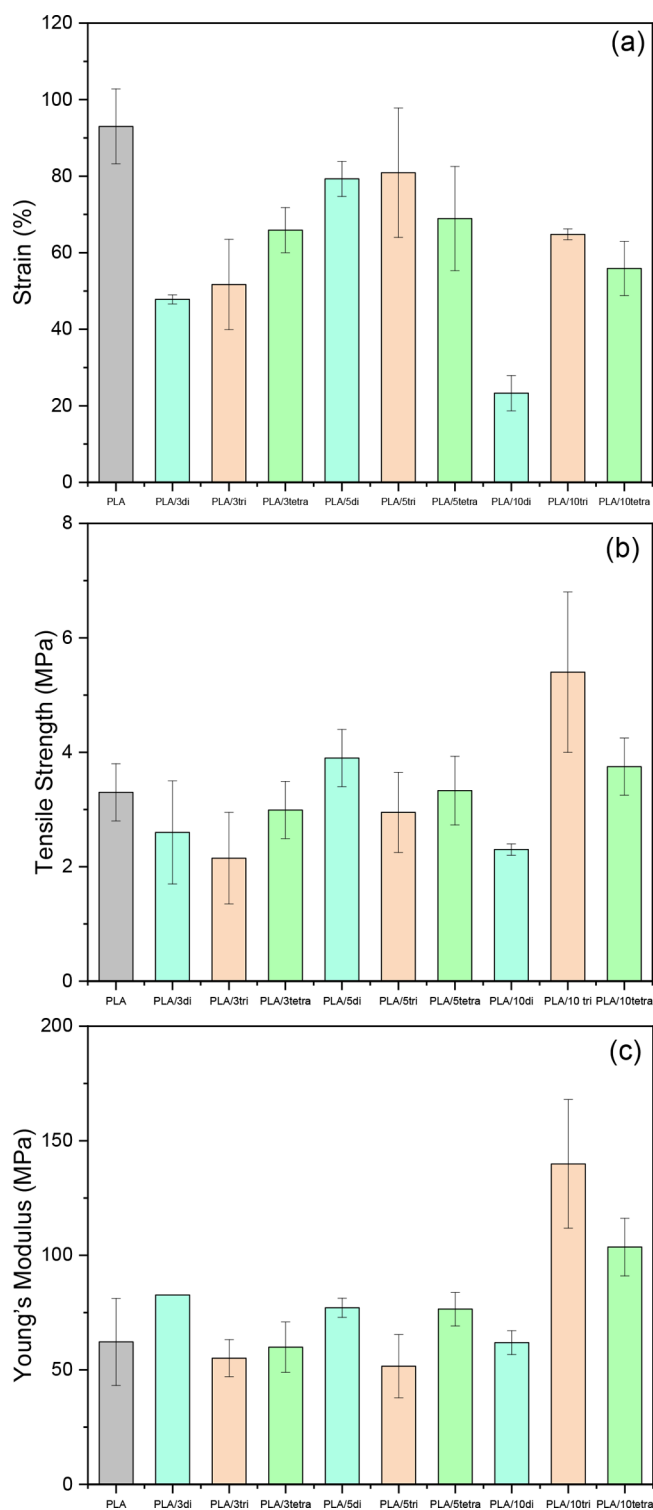 (a)
120
100
80
60
40
20
0
Strain (%)
PLA PLA/3di PLA/3tri PLA/3tetra PLA/5di PLA/5tri PLA/5tetra PLA/10di PLA/10tri PLA/10tetra
(b)
8
6
4
2
0
Tensile Strength (MPa)
PLA PLA/3di PLA/3tri PLA/3tetra PLA/5di PLA/5tri PLA/5tetra PLA/10di PLA/10 tri PLA/10tetra
(c)
200
150
100
50
0
Young's Modulus (MPa)
PLA PLA/3di PLA/3tri PLA/3tetra PLA/5di PLA/5tri PLA/5tetra PLA/10di PLA/10tri PLA/10tetra